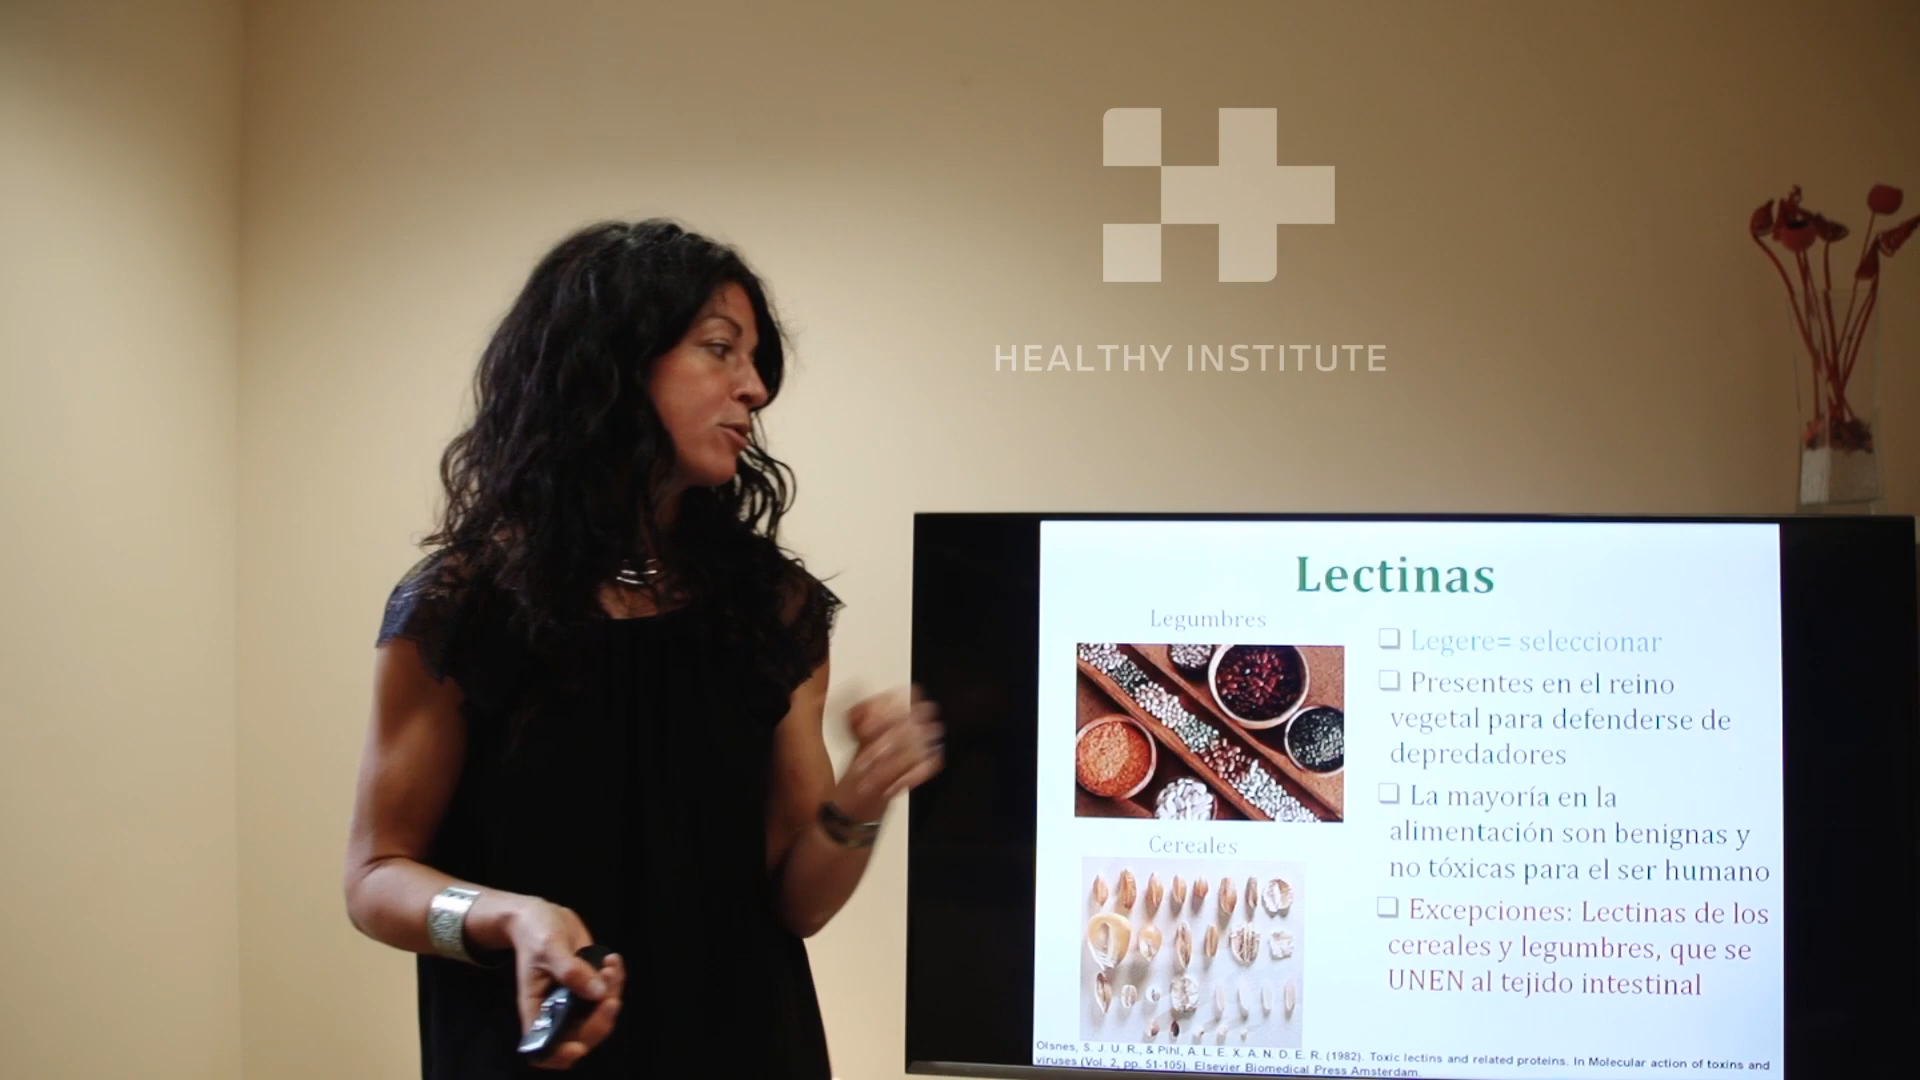 HEALTHY INSTITUTE
Lectinas
Legumbres
Cereales
❑ Legere= seleccionar
❑ Presentes en el reino
vegetal para defenderse de
depredadores
❑ La mayoría en la
alimentación son benignas y
no tóxicas para el ser humano
❑ Excepciones: Lectinas de los
cereales y legumbres, que se
UNEN al tejido intestinal
Olsnes, S. J. U. R., & Pihl, A. L. E. X. A. N. D. E. R. (1982). Toxic lectins and related proteins. In Molecular action of toxins and
viruses (Vol. 2, pp. 51-105). Elsevier Biomedical Press Amsterdam.